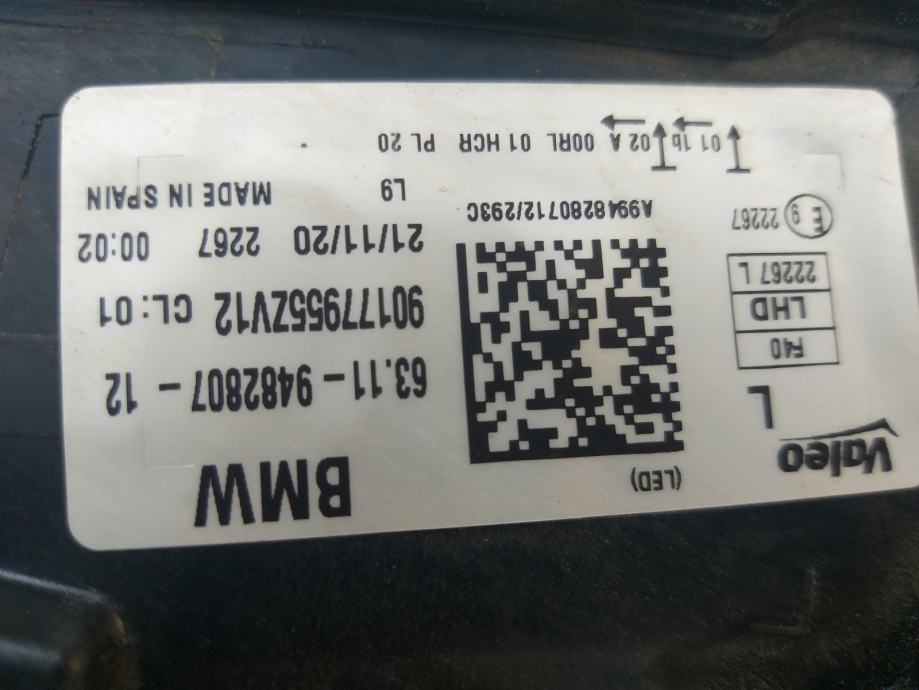 Valeo
L
F40
LHD
22267 L
E9
22267
(LED)
A9948280712/293C
BMW
63.11-9482807-12
90177955ZV12 CL: 01
21/11/20 2267 00:02
L9 MADE IN SPAIN
01 1b 02 A 00RL 01 HCR PL 20